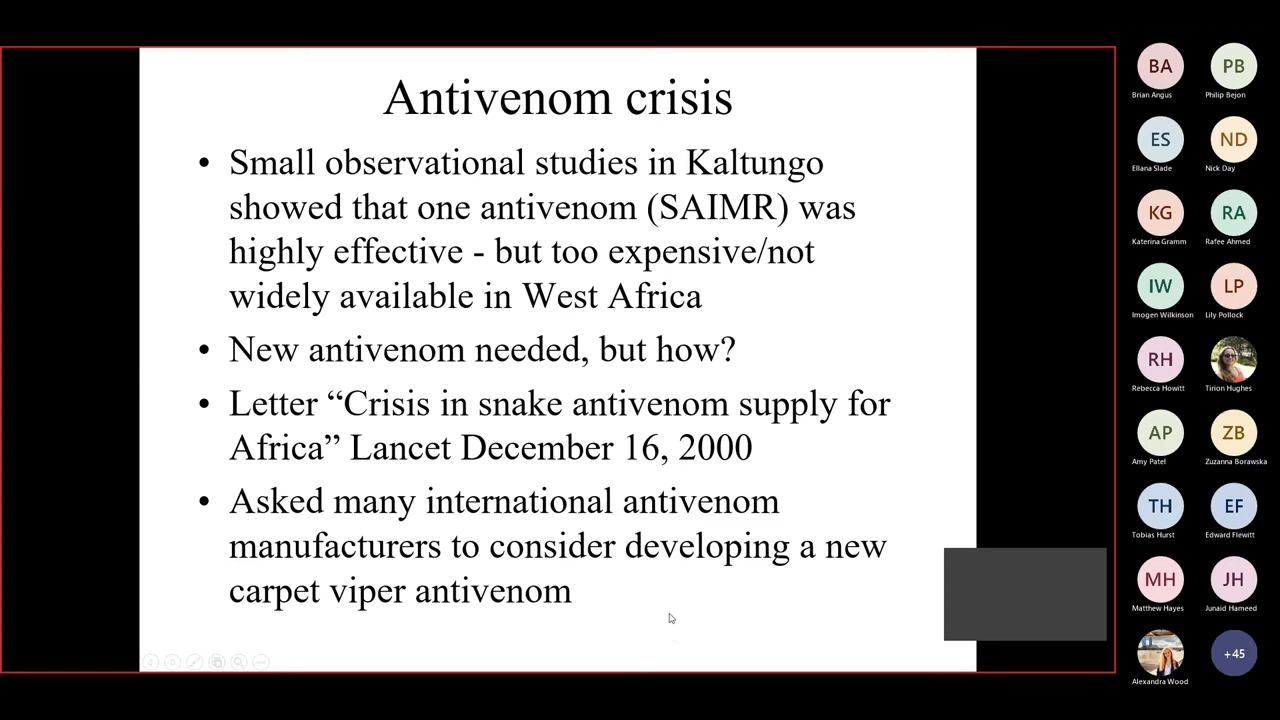 Antivenom crisis
• Small observational studies in Kaltungo
showed that one antivenom (SAIMR) was
highly effective - but too expensive/not
widely available in West Africa
• New antivenom needed, but how?
• Letter “Crisis in snake antivenom supply for
Africa” Lancet December 16, 2000
• Asked many international antivenom
manufacturers to consider developing a new
carpet viper antivenom
BA
Brian Angus
PB
Philip Bejon
ES
Ellana Slade
ND
Nick Day
KG
Katerina Gramm
RA
Rafee Ahmed
IW
Imogen Wilkinson
LP
Lily Pollock
RH
Rebecca Howitt
Tirion Hughes
AP
Amy Patel
ZB
Zuzanna Borawska
TH
Tobias Hurst
EF
Edward Flewitt
MH
Matthew Hayes
JH
Junaid Hameed
Alexandra Wood
+45